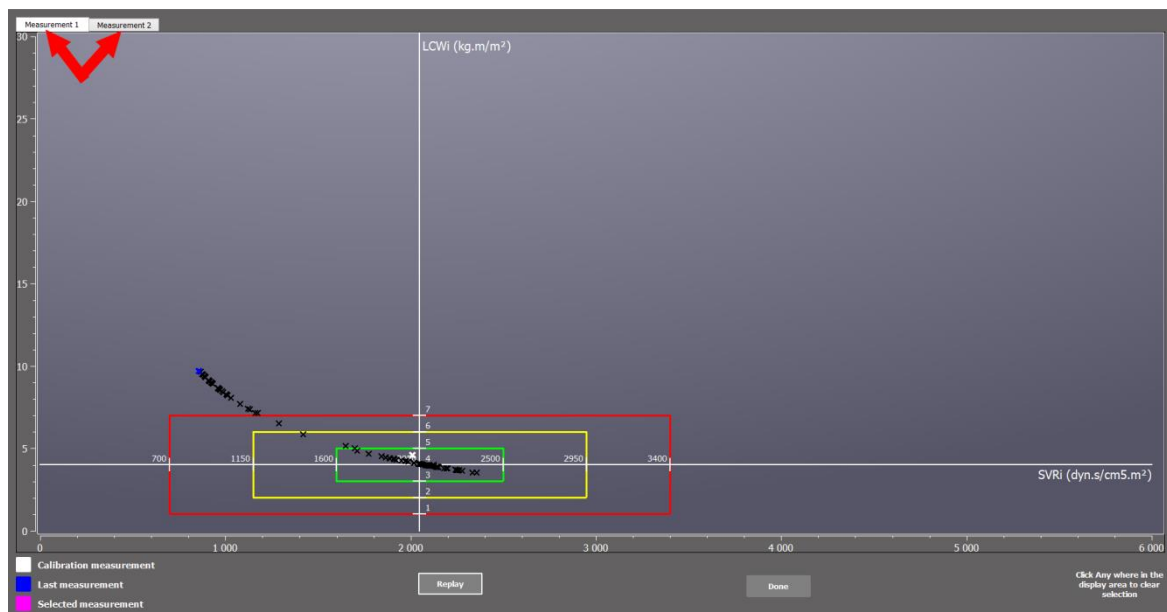 Measurement 1 Measurement 2
30
LCWi (kg.m/m²)
25
20
15
10
7
6
5
5
700 1150 1600 4 2500 2950 3400
3
SVRi (dyn.s/cm5.m²)
2
1
0
0 1 000 2 000 3 000 4 000 5 000 6 000
Calibration measurement
Last measurement
Selected measurement
Replay
Done
Click Any where in the
display area to clear
selection